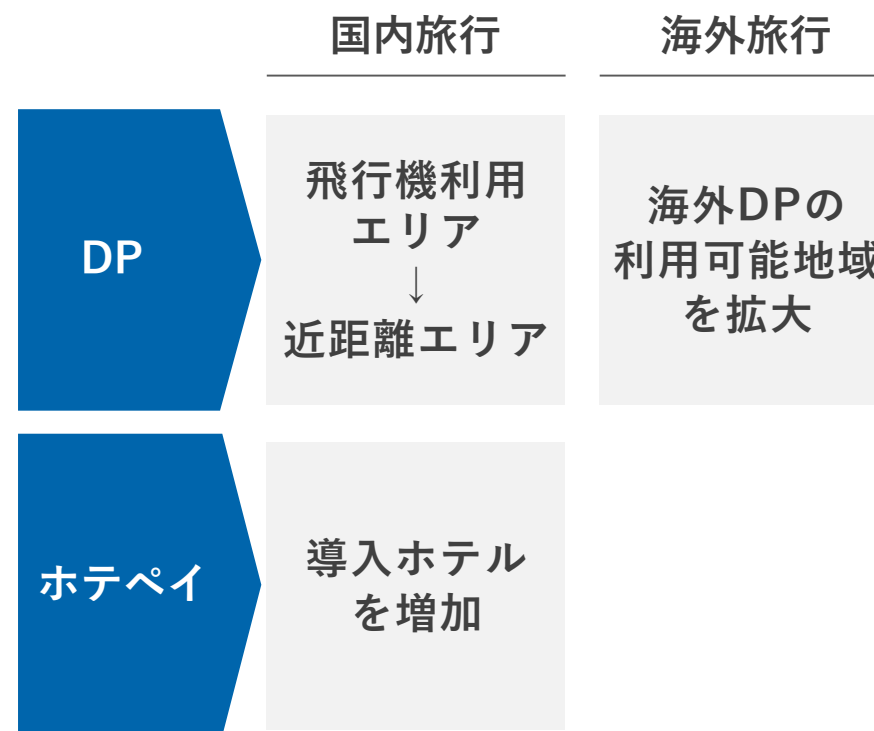 国内旅行
海外旅行
DP
飛行機利用
エリア
↓
近距離エリア
海外DPの
利用可能地域
を拡大
ホテペイ
導入ホテル
を増加